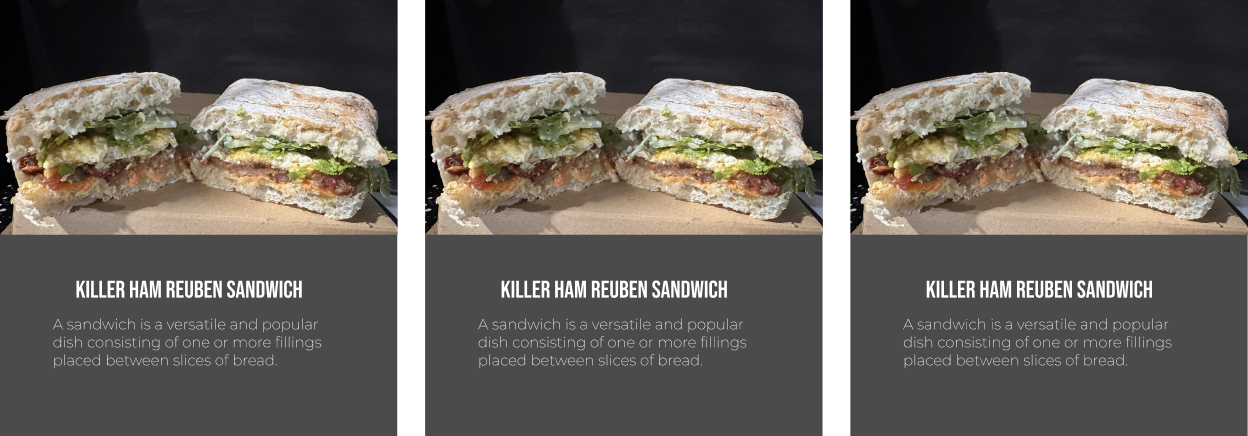 KILLER HAM REUBEN SANDWICH
A sandwich is a versatile and popular
dish consisting of one or more fillings
placed between slices of bread.
KILLER HAM REUBEN SANDWICH
A sandwich is a versatile and popular
dish consisting of one or more fillings
placed between slices of bread.
KILLER HAM REUBEN SANDWICH
A sandwich is a versatile and popular
dish consisting of one or more fillings
placed between slices of bread.